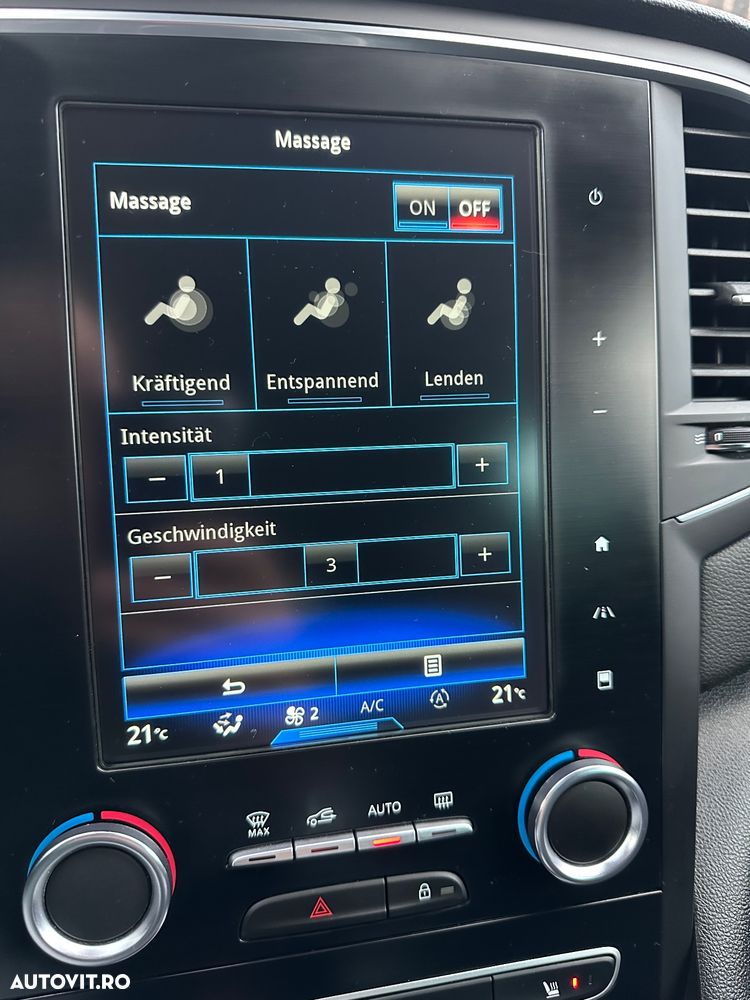 Massage
Massage ON OFF
Kräftigend Entspannend Lenden
Intensität
− 1 +
Geschwindigkeit
− 3 +
21°C 2 A/C A 21°C
+
−
MAX AUTO
AUTOVIT.RO